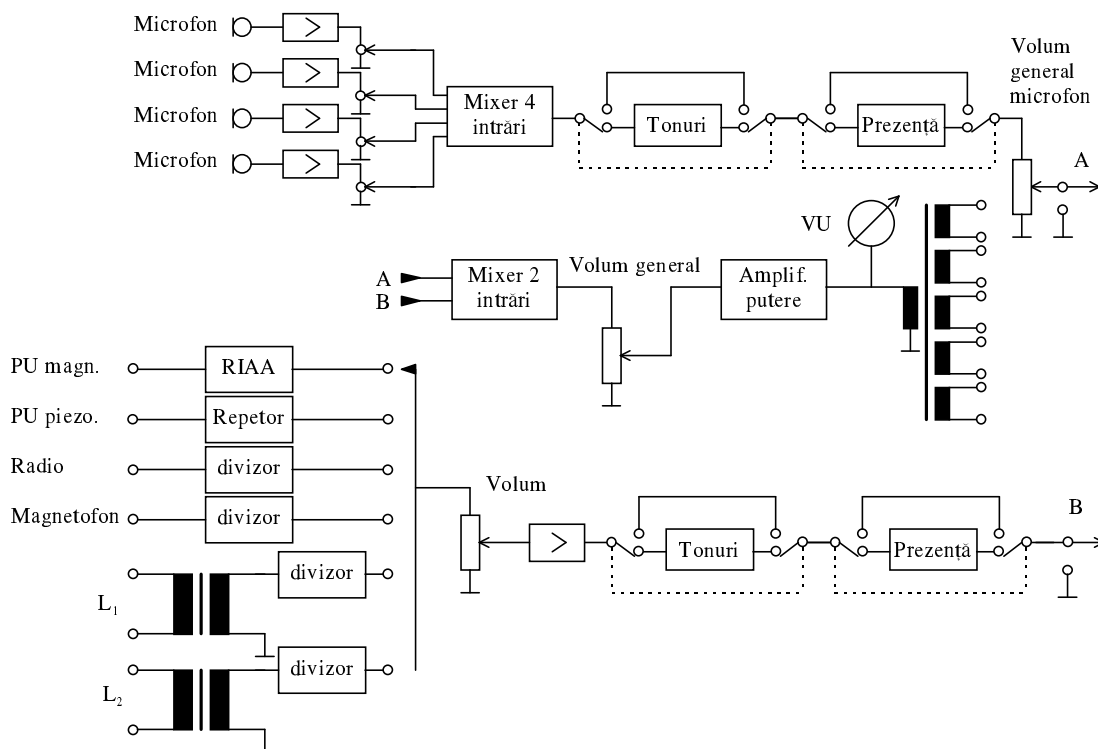 Microfon
Microfon
Microfon
Microfon
>
>
>
>
Mixer 4
intrări
Tonuri
Prezență
Volum
general
microfon
A
VU
A
B
Mixer 2
intrări
Volum general
Amplif.
putere
PU magn.
RIAA
PU piezo.
Repetor
Radio
divizor
Magnetofon
divizor
Volum
>
Tonuri
Prezență
B
L1
divizor
L2
divizor